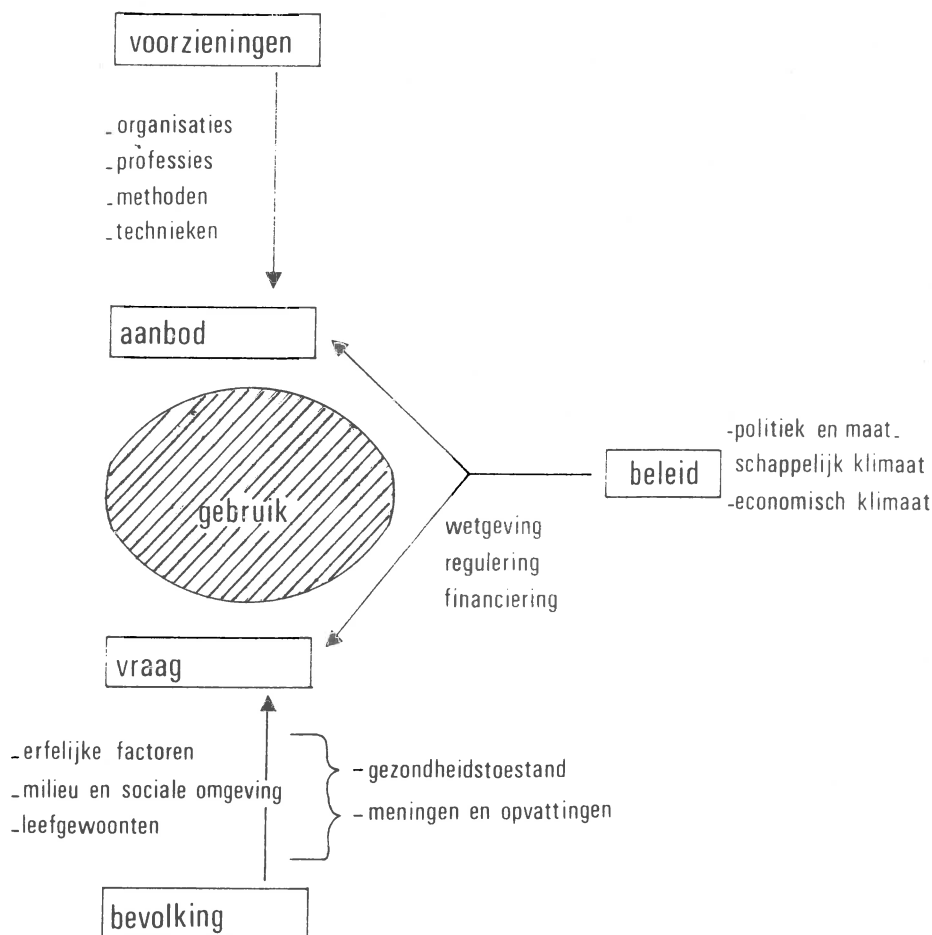 voorzieningen
- organisaties
- professies
- methoden
- technieken
aanbod
gebruik
beleid
- politiek en maat-
schappelijk klimaat
- economisch klimaat
wetgeving
regulering
financiering
vraag
- erfelijke factoren
- milieu en sociale omgeving
- leefgewoonten
- gezondheidstoestand
- meningen en opvattingen
bevolking